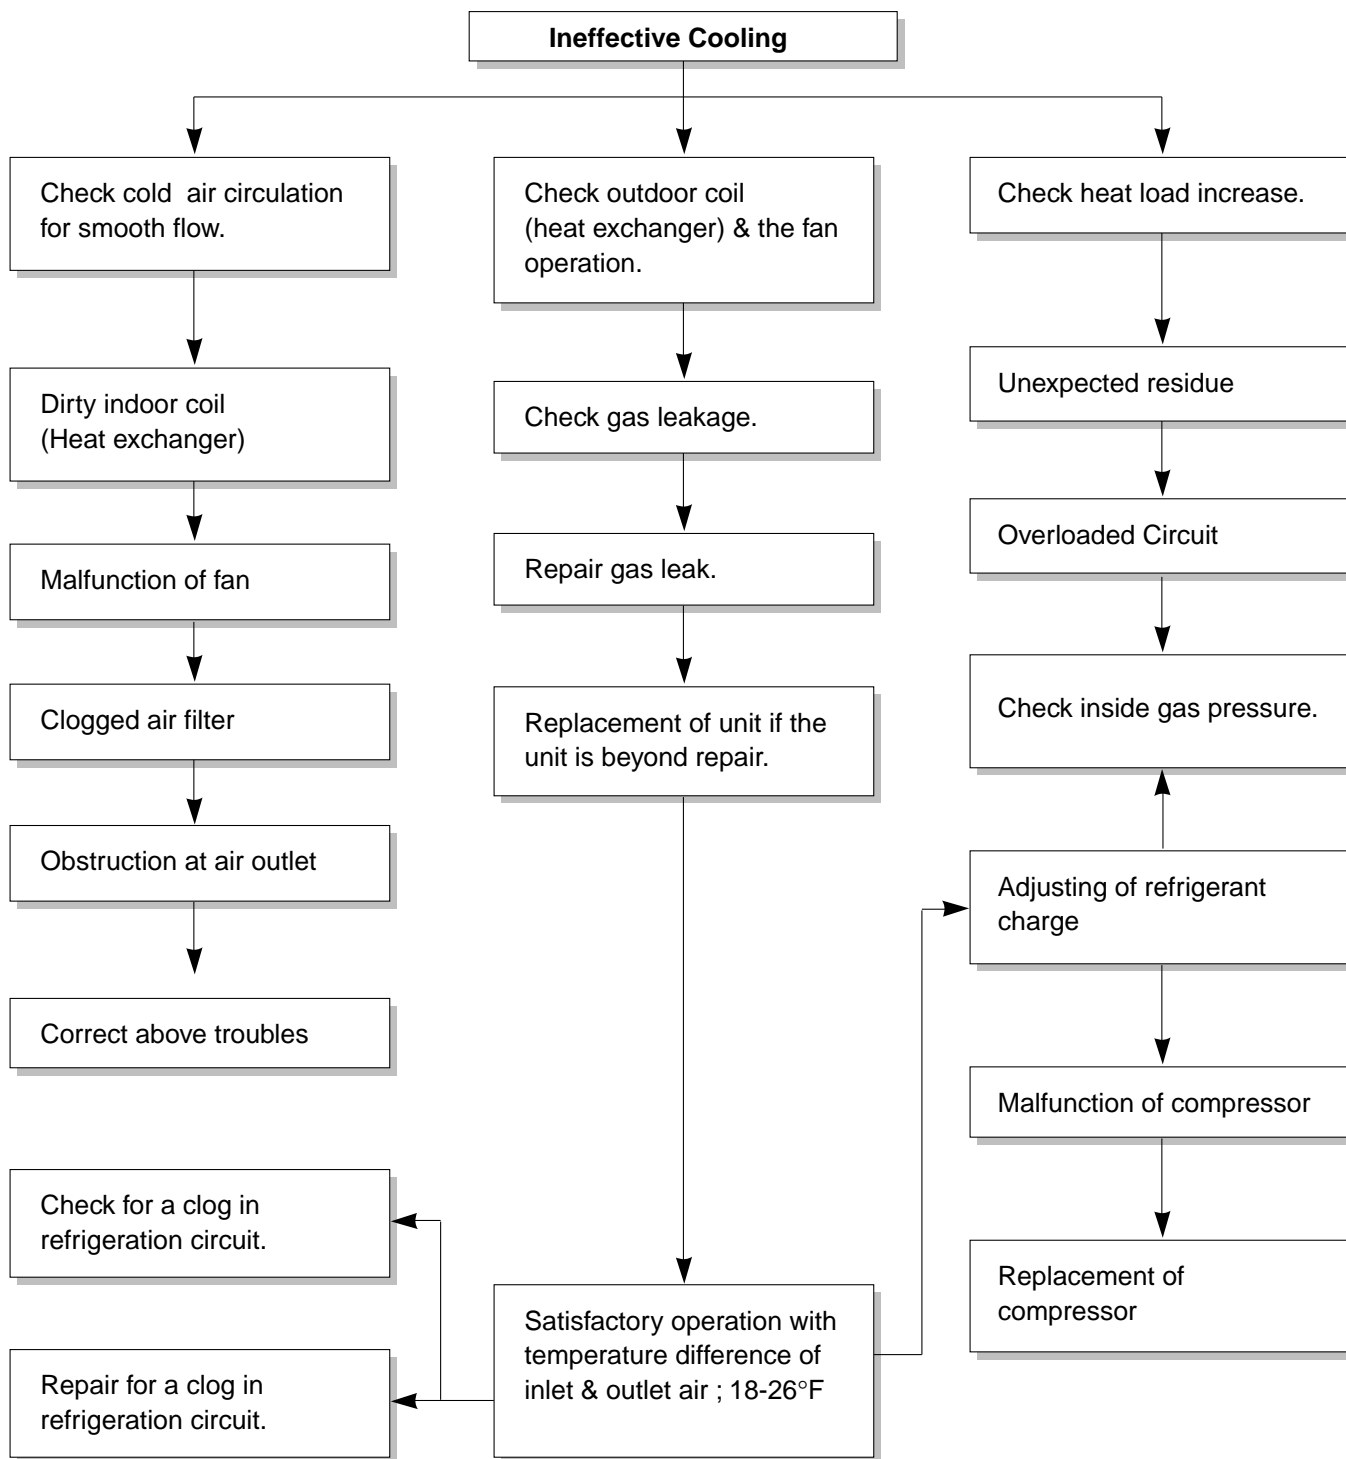 Ineffective Cooling
Check cold air circulation
for smooth flow.
Dirty indoor coil
(Heat exchanger)
Malfunction of fan
Clogged air filter
Obstruction at air outlet
Correct above troubles
Check for a clog in
refrigeration circuit.
Repair for a clog in
refrigeration circuit.
Check outdoor coil
(heat exchanger) & the fan
operation.
Check gas leakage.
Repair gas leak.
Replacement of unit if the
unit is beyond repair.
Satisfactory operation with
temperature difference of
inlet & outlet air ; 18-26°F
Check heat load increase.
Unexpected residue
Overloaded Circuit
Check inside gas pressure.
Adjusting of refrigerant
charge
Malfunction of compressor
Replacement of
compressor